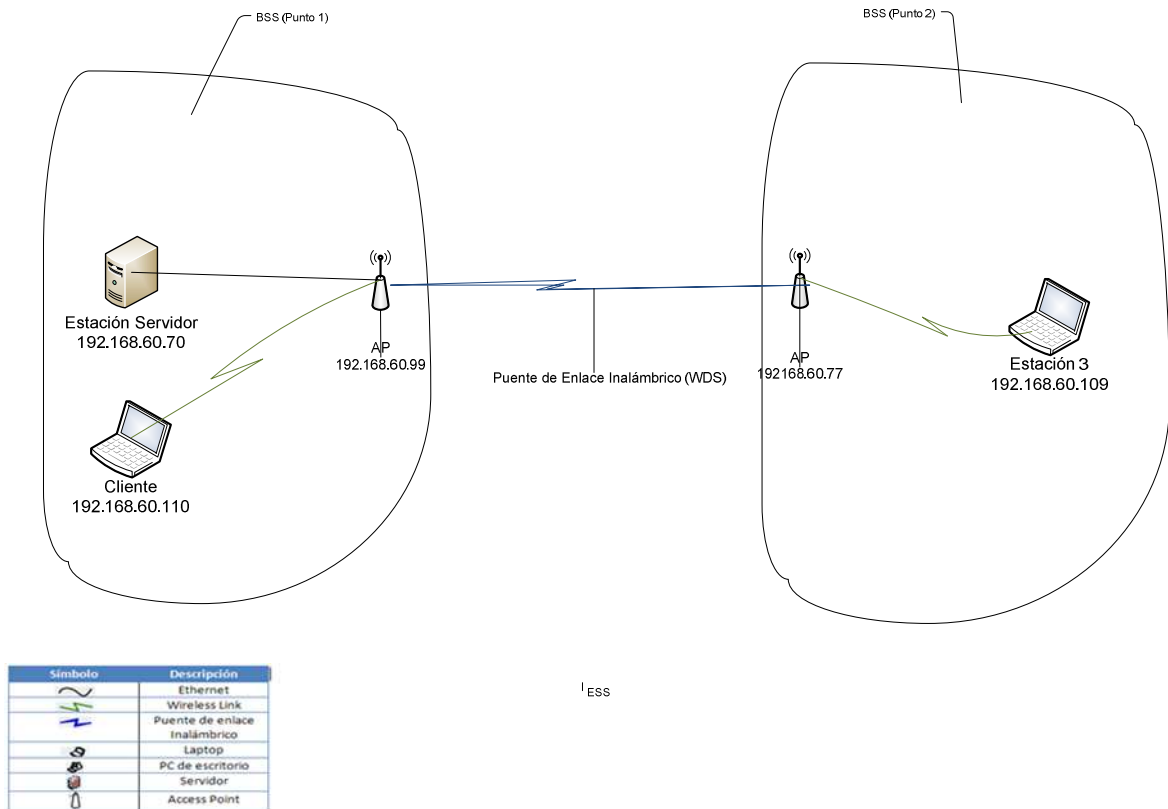 BSS (Punto 1)
BSS (Punto 2)
Estación Servidor
192.168.60.70
AP
192.168.60.99
Puente de Enlace Inalámbrico (WDS)
AP
192168.60.77
Estación 3
192.168.60.109
Cliente
192.168.60.110
Símbolo Descripción
Ethernet
Wireless Link
Puente de enlace
Inalámbrico
Laptop
PC de escritorio
Servidor
Access Point
ESS